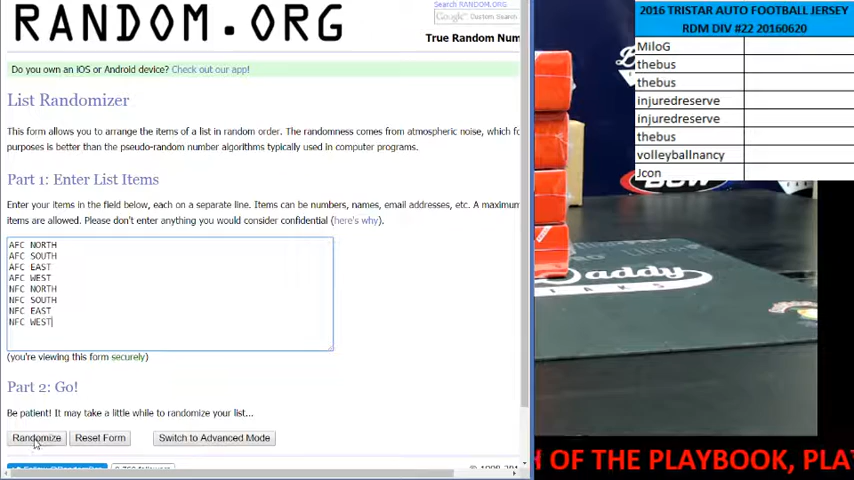 RANDOM.ORG
Search RANDOM.ORG
Google Custom Search
True Random Num
Do you own an iOS or Android device? Check out our app!
List Randomizer
This form allows you to arrange the items of a list in random order. The randomness comes from atmospheric noise, which fo
purposes is better than the pseudo-random number algorithms typically used in computer programs.
Part 1: Enter List Items
Enter your items in the field below, each on a separate line. Items can be numbers, names, email addresses, etc. A maximum
items are allowed. Please don't enter anything you would consider confidential (here's why).
AFC NORTH
AFC SOUTH
AFC EAST
AFC WEST
NFC NORTH
NFC SOUTH
NFC EAST
NFC WEST
(you're viewing this form securely)
Part 2: Go!
Be patient! It may take a little while to randomize your list...
Randomize
Reset Form
Switch to Advanced Mode
2016 TRISTAR AUTO FOOTBALL JERSEY
RDM DIV #22 20160620
MiloG
thebus
thebus
injuredreserve
injuredreserve
thebus
volleyballnancy
Jcon
addy
H OF THE PLAYBOOK, PLA